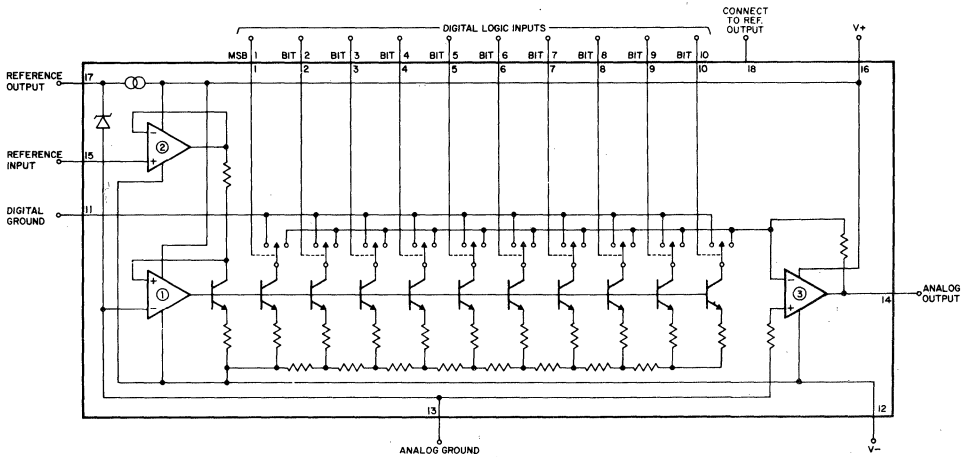 CONNECT
TO REF.
OUTPUT
V+
DIGITAL LOGIC INPUTS
MSB 1 BIT 2 BIT 3 BIT 4 BIT 5 BIT 6 BIT 7 BIT 8 BIT 9 BIT 10
1 2 3 4 5 6 7 8 9 10 18 16
REFERENCE
OUTPUT
17
2
-
+
REFERENCE
INPUT
15
DIGITAL
GROUND
11
+
1
-
-
3
+
14
ANALOG
OUTPUT
13
12
ANALOG GROUND
V-